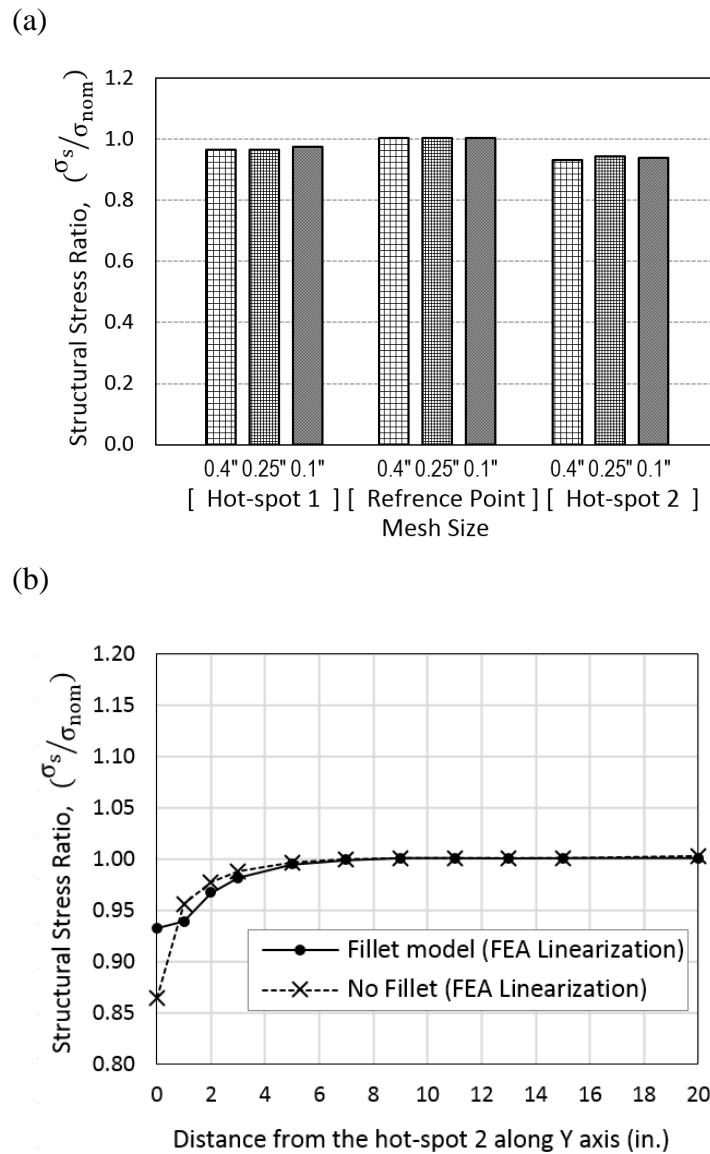 (a)
Structural Stress Ratio, (σs/σnom)
1.2
1.0
0.8
0.6
0.4
0.2
0.0
0.4" 0.25" 0.1" 0.4" 0.25" 0.1" 0.4" 0.25" 0.1"
[ Hot-spot 1 ] [ Refrence Point ] [ Hot-spot 2 ]
Mesh Size
(b)
Structural Stress Ratio, (σs/σnom)
1.20
1.15
1.10
1.05
1.00
0.95
0.90
0.85
0.80
Fillet model (FEA Linearization)
No Fillet (FEA Linearization)
0 2 4 6 8 10 12 14 16 18 20
Distance from the hot-spot 2 along Y axis (in.)